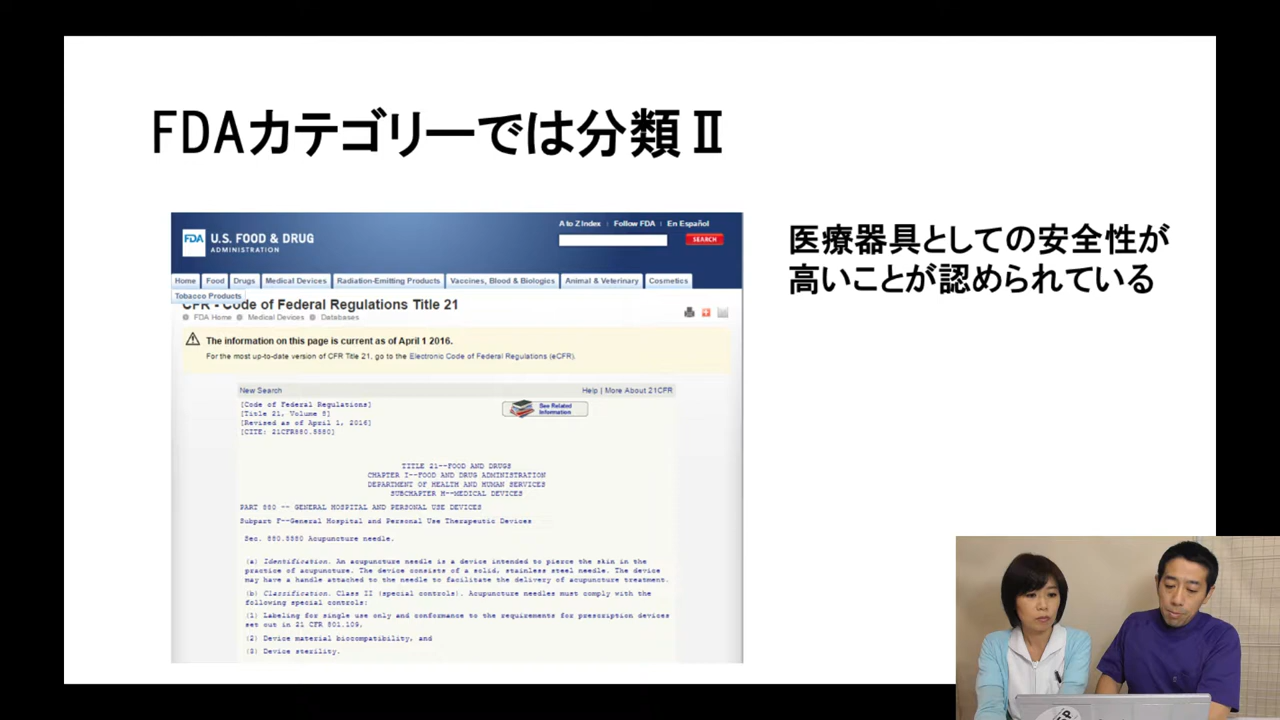 FDAカテゴリーでは分類Ⅱ
医療器具としての安全性が
高いことが認められている
A to Z Index | Follow FDA | En Español
FDA U.S. FOOD & DRUG
ADMINISTRATION
SEARCH
Home Food Drugs Medical Devices Radiation-Emitting Products Vaccines, Blood & Biologics Animal & Veterinary Cosmetics
Tobacco Products
CFR - Code of Federal Regulations Title 21
FDA Home Medical Devices Databases
The information on this page is current as of April 1 2016.
For the most up-to-date version of CFR Title 21, go to the Electronic Code of Federal Regulations (eCFR).
New Search Help | More About 21CFR
[Code of Federal Regulations]
[Title 21, Volume 8]
[Revised as of April 1, 2016]
[CITE: 21CFR880.5580]
See Related
Information
TITLE 21--FOOD AND DRUGS
CHAPTER I--FOOD AND DRUG ADMINISTRATION
DEPARTMENT OF HEALTH AND HUMAN SERVICES
SUBCHAPTER H--MEDICAL DEVICES
PART 880 -- GENERAL HOSPITAL AND PERSONAL USE DEVICES
Subpart F--General Hospital and Personal Use Therapeutic Devices
Sec. 880.5580 Acupuncture needle.
(a) Identification. An acupuncture needle is a device intended to pierce the skin in the
practice of acupuncture. The device consists of a solid, stainless steel needle. The device
may have a handle attached to the needle to facilitate the delivery of acupuncture treatment.
(b) Classification. Class II (special controls). Acupuncture needles must comply with the
following special controls:
(1) Labeling for single use only and conformance to the requirements for prescription devices
set out in 21 CFR 801.109,
(2) Device material biocompatibility, and
(3) Device sterility.